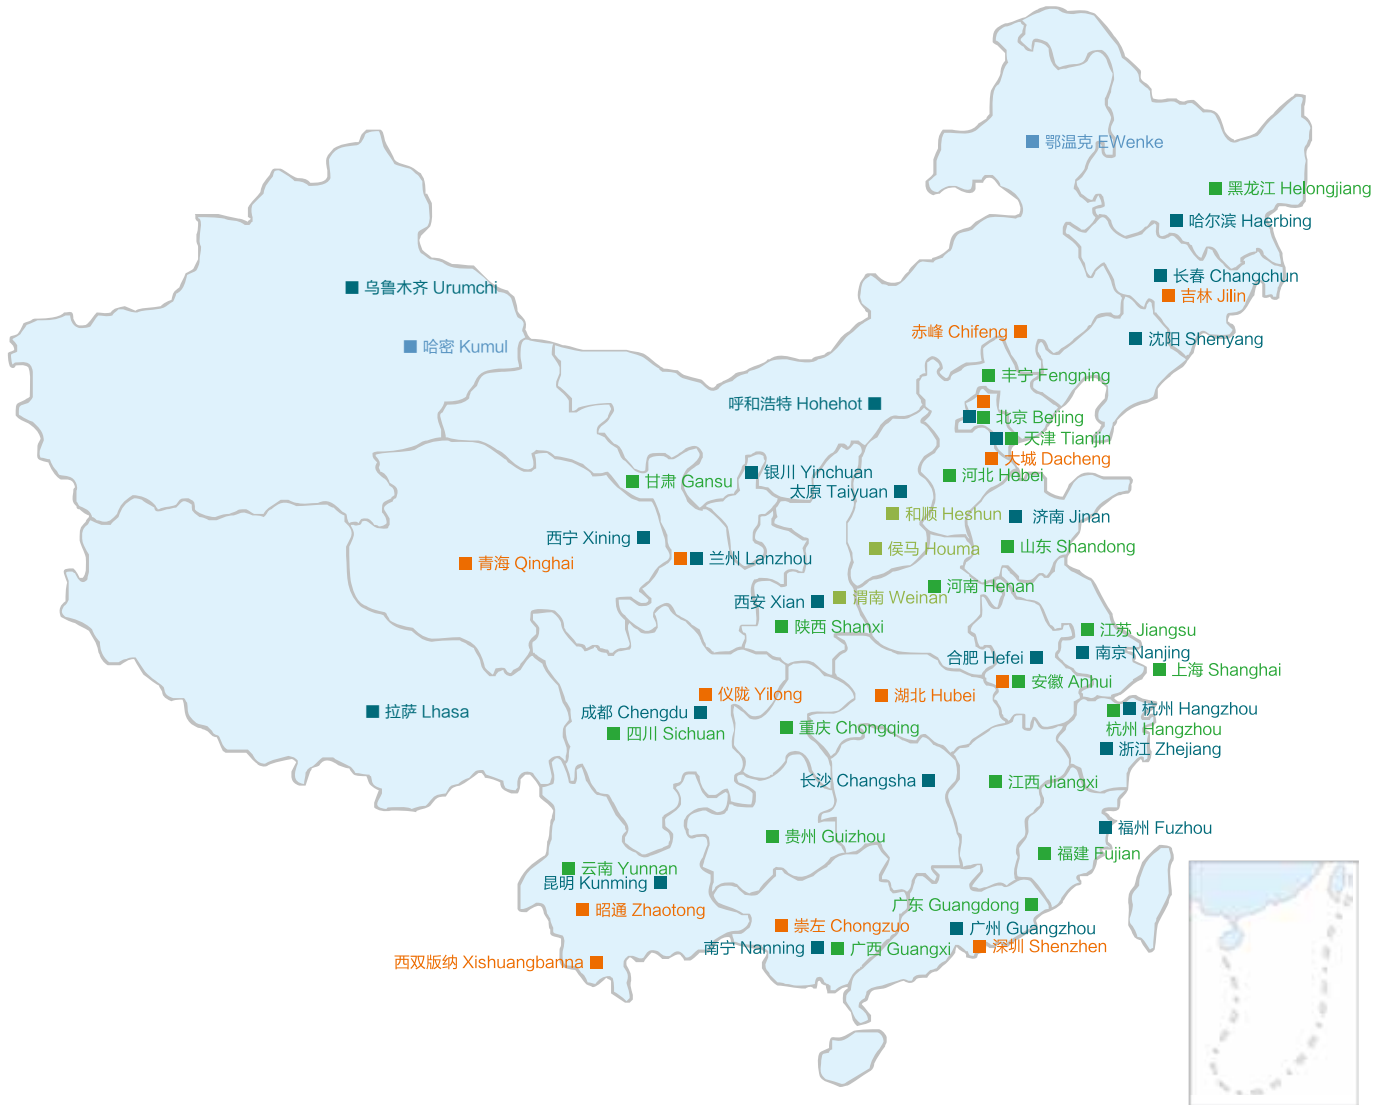 鄂温克 EWenke
黑龙江 Helongjiang
哈尔滨 Haerbing
长春 Changchun
乌鲁木齐 Urumchi
吉林 Jilin
赤峰 Chifeng
沈阳 Shenyang
哈密 Kumul
丰宁 Fengning
呼和浩特 Hohehot
北京 Beijing
天津 Tianjin
大城 Dacheng
银川 Yinchuan
河北 Hebei
甘肃 Gansu
太原 Taiyuan
和顺 Heshun
济南 Jinan
西宁 Xining
侯马 Houma
山东 Shandong
青海 Qinghai
兰州 Lanzhou
河南 Henan
西安 Xian
渭南 Weinan
陕西 Shanxi
江苏 Jiangsu
合肥 Hefei
南京 Nanjing
上海 Shanghai
安徽 Anhui
仪陇 Yilong
湖北 Hubei
拉萨 Lhasa
成都 Chengdu
杭州 Hangzhou
四川 Sichuan
重庆 Chongqing
杭州 Hangzhou
浙江 Zhejiang
长沙 Changsha
江西 Jiangxi
福州 Fuzhou
贵州 Guizhou
福建 Fujian
云南 Yunnan
昆明 Kunming
广东 Guangdong
昭通 Zhaotong
崇左 Chongzuo
广州 Guangzhou
南宁 Nanning
广西 Guangxi
深圳 Shenzhen
西双版纳 Xishuangbanna